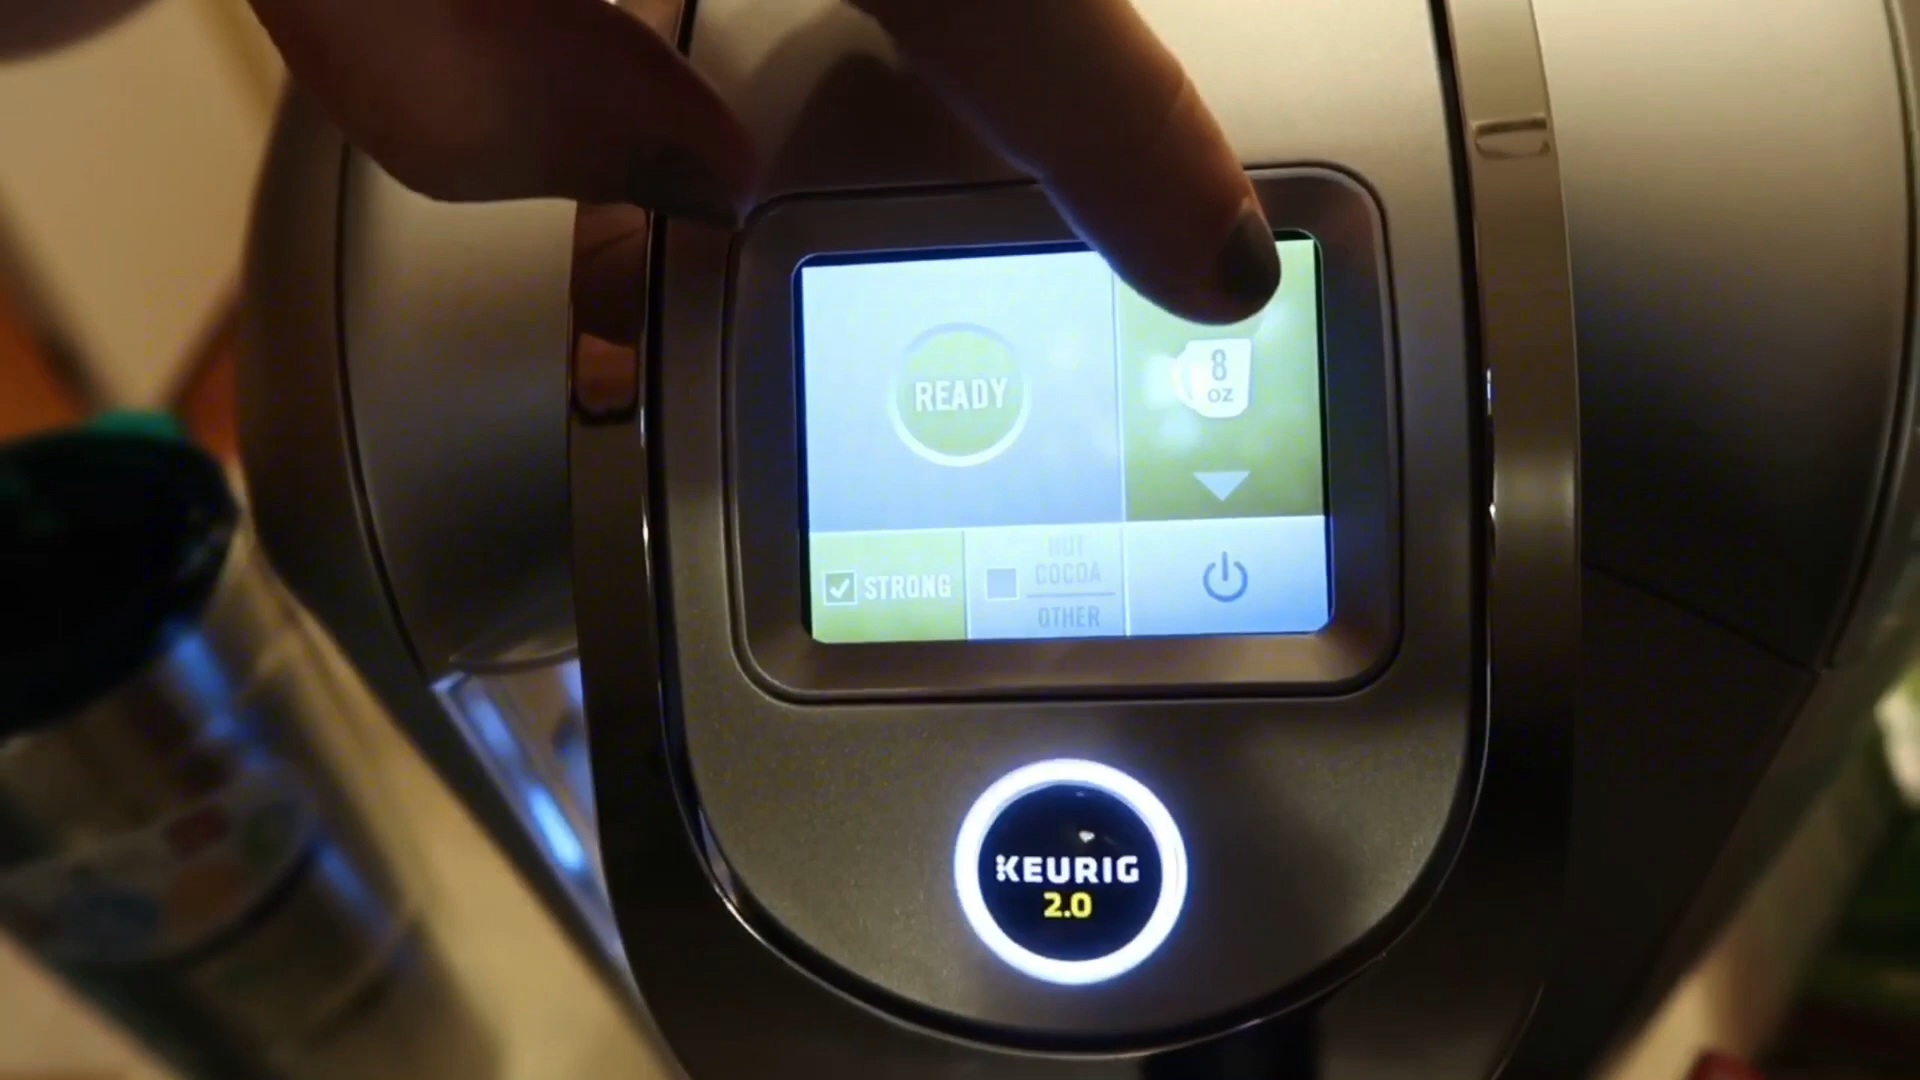 READY
8
OZ
STRONG
HOT
COCOA
OTHER
KEURIG
2.0